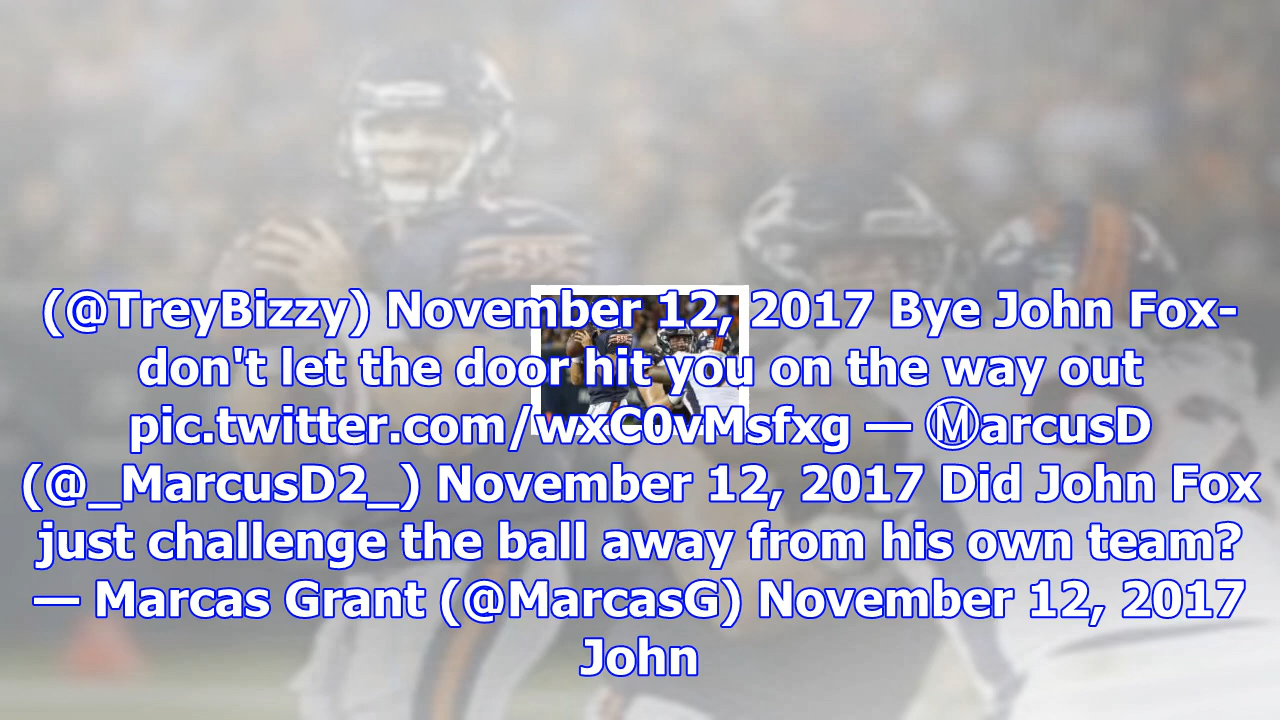 (@TreyBizzy) November 12, 2017 Bye John Fox-
don't let the door hit you on the way out
pic.twitter.com/wxC0vMsfxg — ⓂarcusD
(@_MarcusD2_) November 12, 2017 Did John Fox
just challenge the ball away from his own team?
— Marcas Grant (@MarcasG) November 12, 2017
John